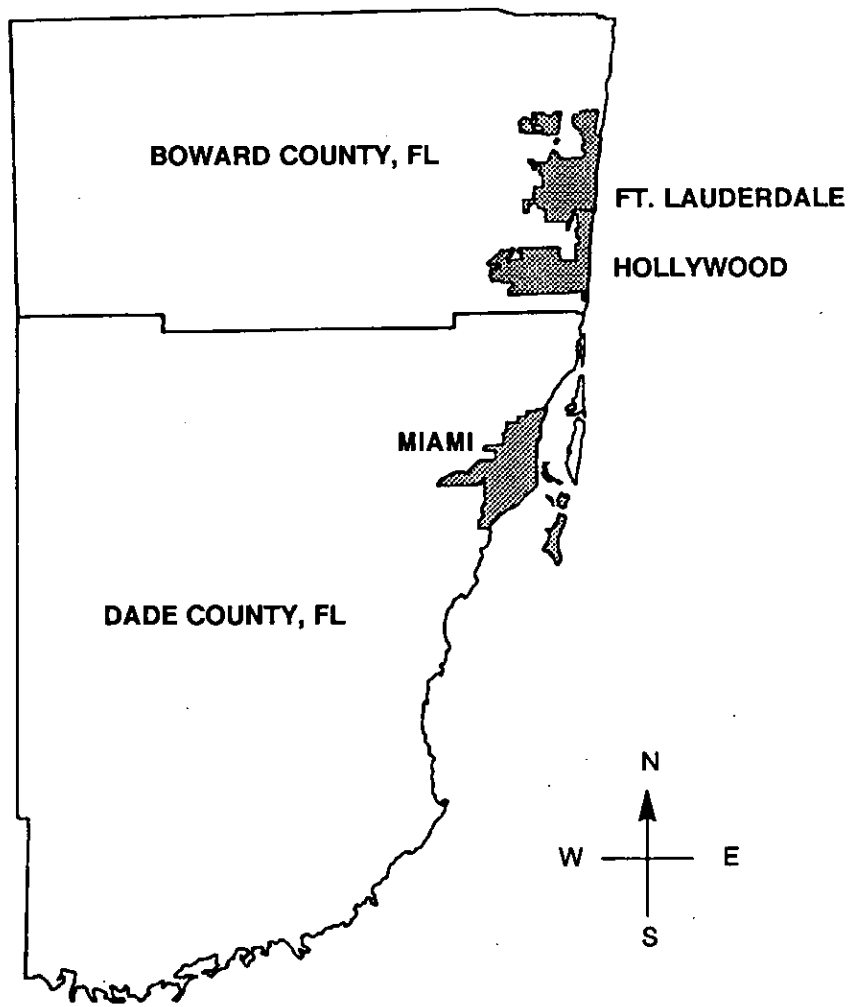 BOWARD COUNTY, FL
FT. LAUDERDALE
HOLLYWOOD
MIAMI
DADE COUNTY, FL
N
W E
S